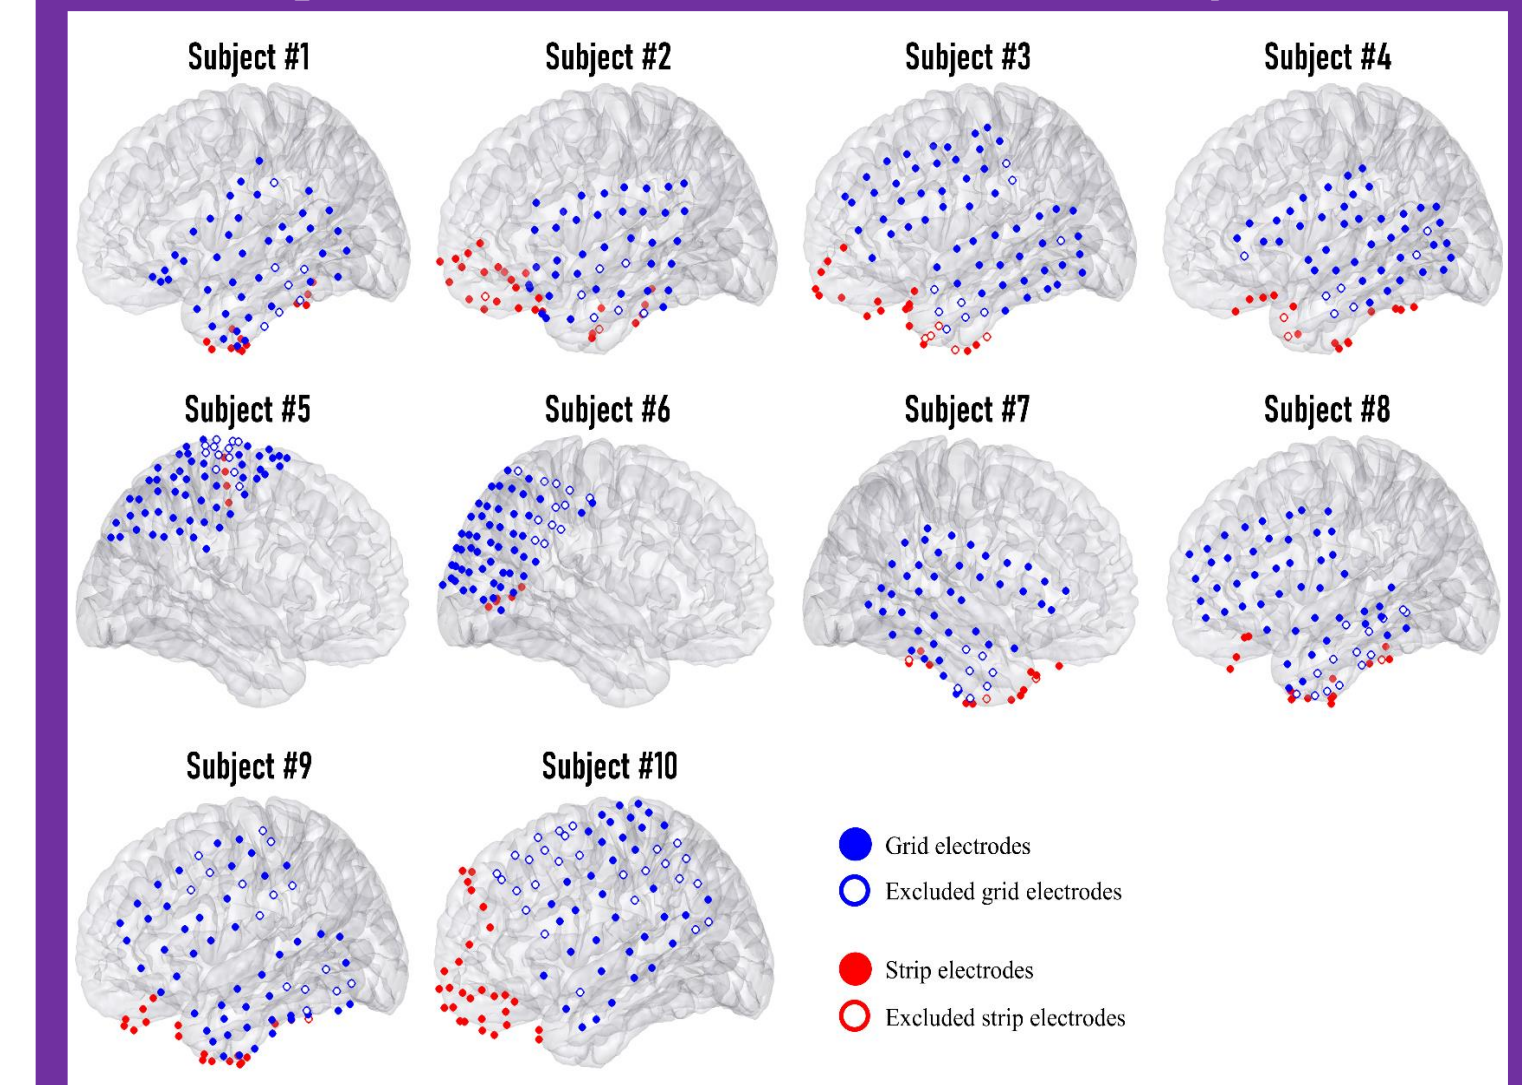 Subject #1
Subject #2
Subject #3
Subject #4
Subject #5
Subject #6
Subject #7
Subject #8
Subject #9
Subject #10
Grid electrodes
Excluded grid electrodes
Strip electrodes
Excluded strip electrodes